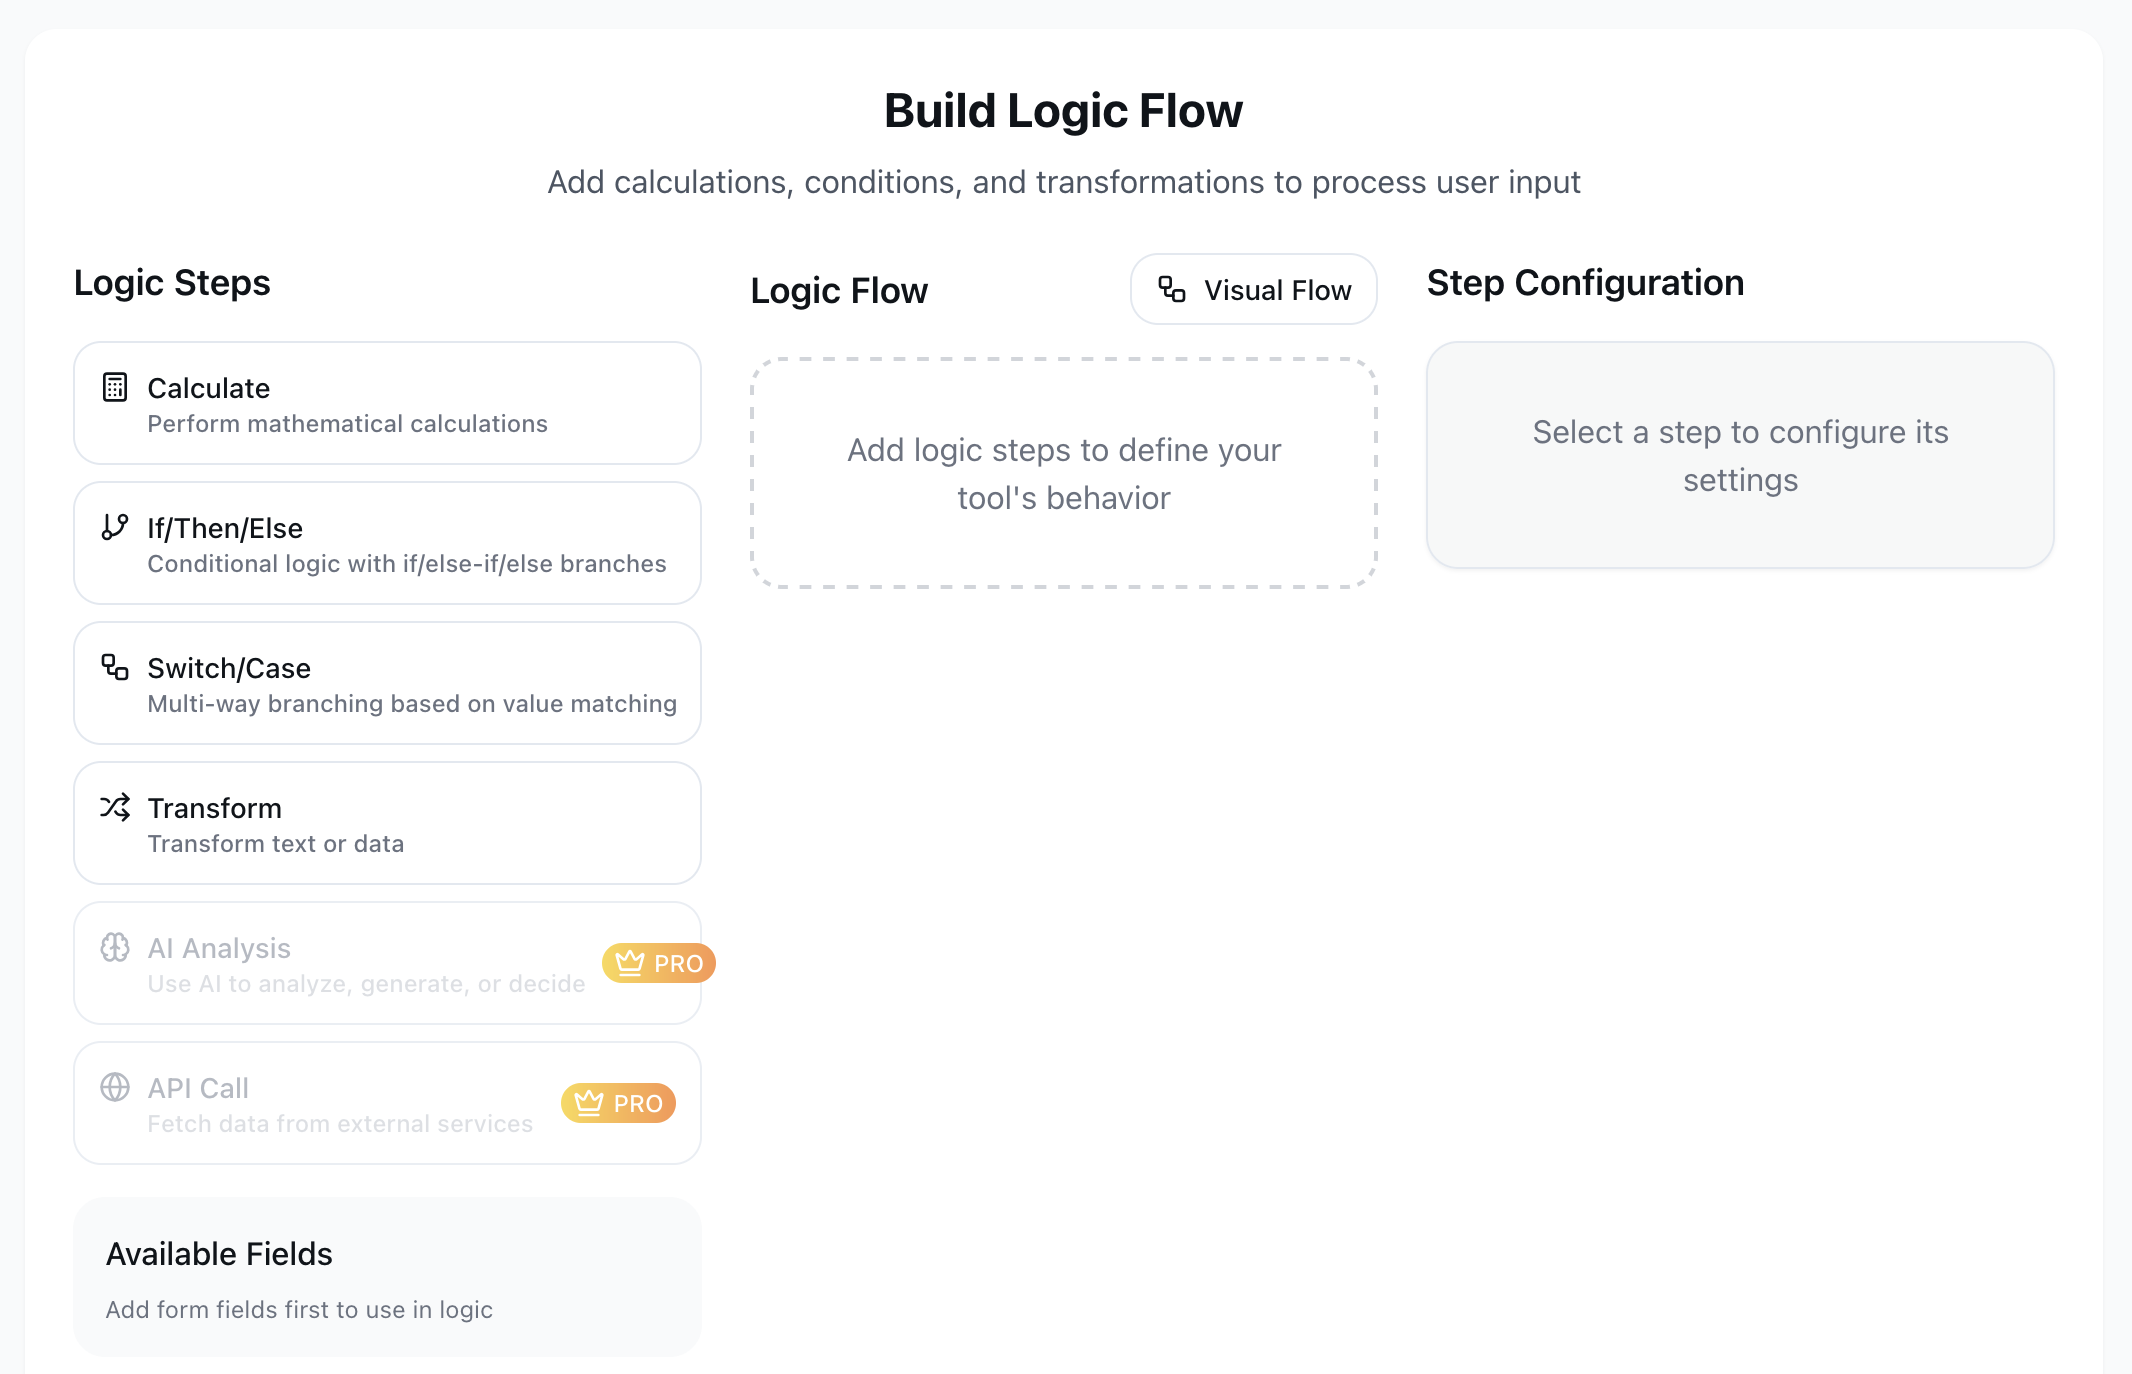 Build Logic Flow
Add calculations, conditions, and transformations to process user input
Logic Steps
Calculate
Perform mathematical calculations
If/Then/Else
Conditional logic with if/else-if/else branches
Switch/Case
Multi-way branching based on value matching
Transform
Transform text or data
AI Analysis
Use AI to analyze, generate, or decide
PRO
API Call
Fetch data from external services
PRO
Available Fields
Add form fields first to use in logic
Logic Flow
Visual Flow
Add logic steps to define your
tool's behavior
Step Configuration
Select a step to configure its
settings